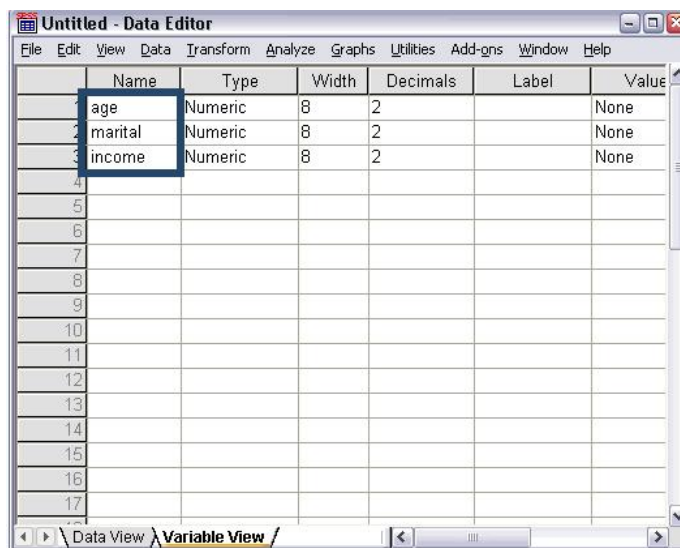 Untitled - Data Editor
File Edit View Data Transform Analyze Graphs Utilities Add-ons Window Help
Name Type Width Decimals Label Value
1 age Numeric 8 2 None
2 marital Numeric 8 2 None
3 income Numeric 8 2 None
4
5
6
7
8
9
10
11
12
13
14
15
16
17
Data View Variable View